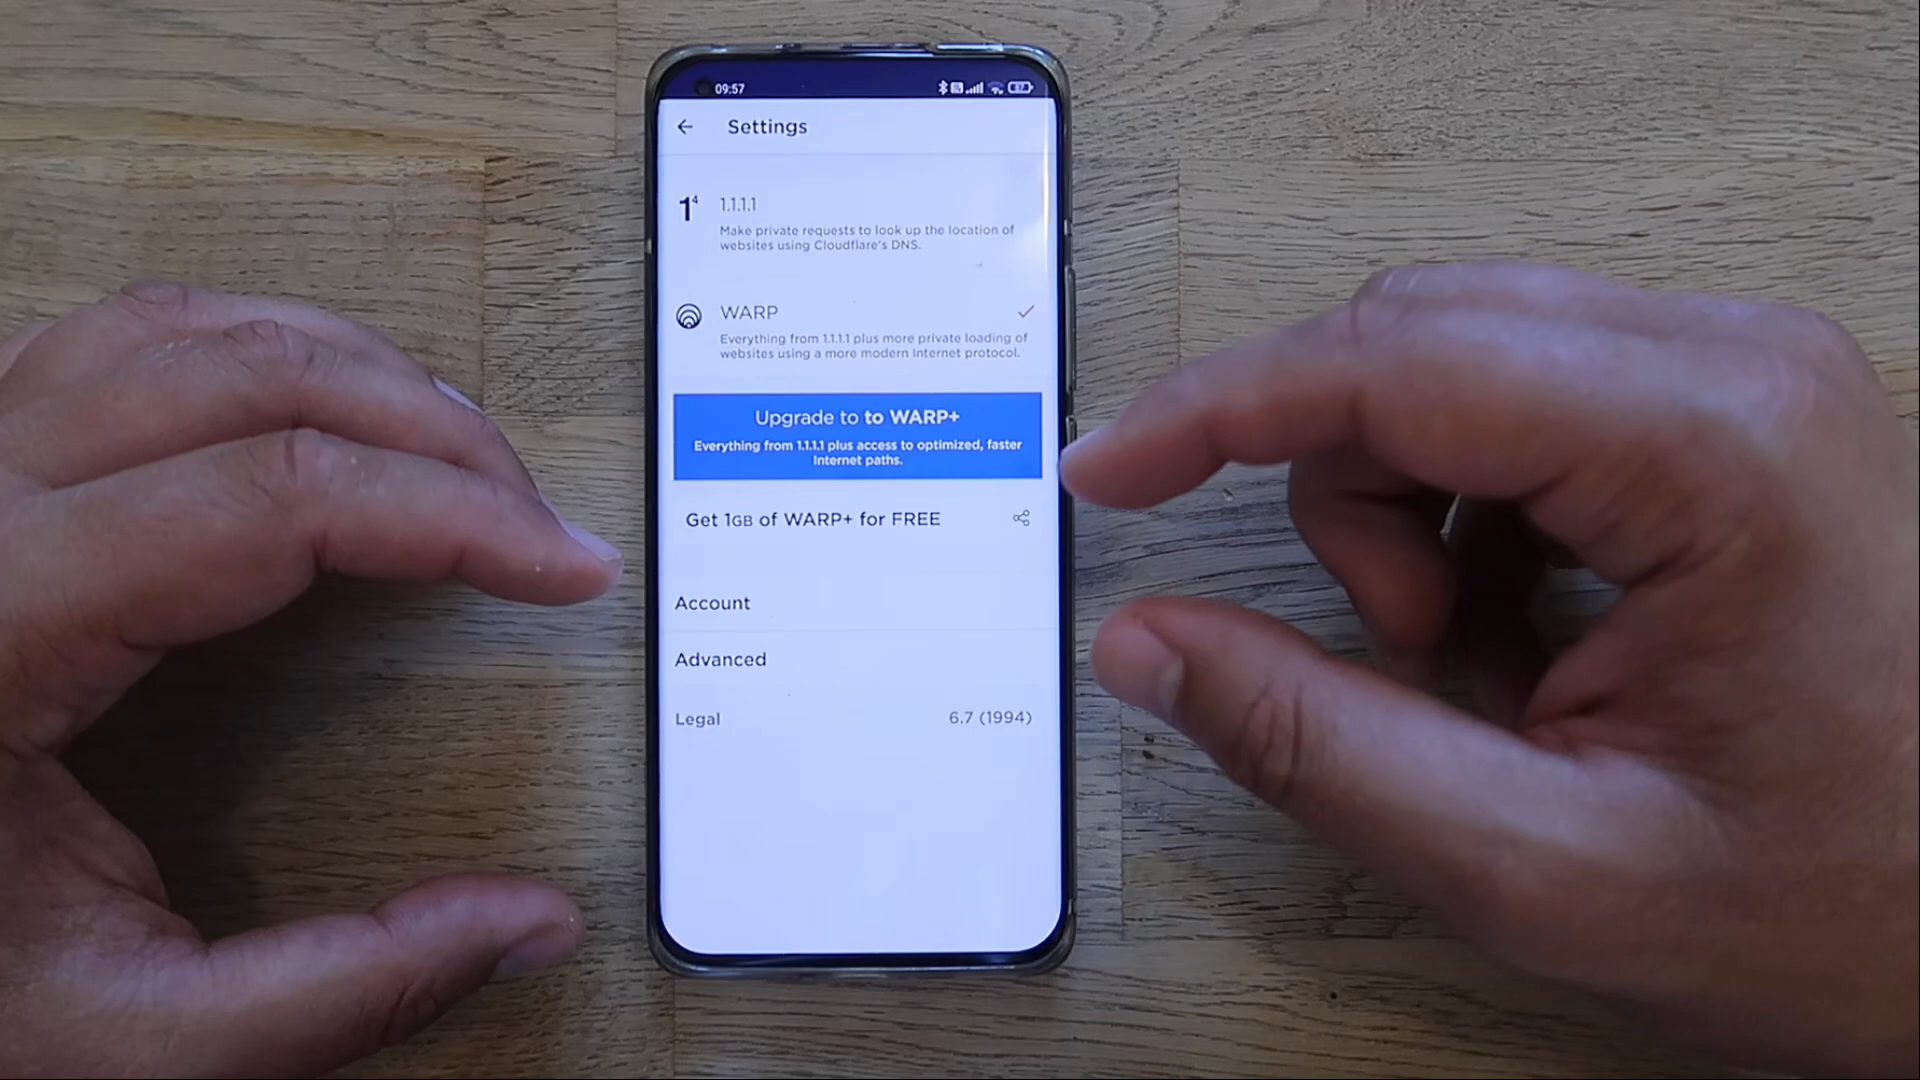 09:57
87
Settings
1⁴ 1.1.1.1
Make private requests to look up the location of
websites using Cloudflare's DNS.
WARP
Everything from 1.1.1.1 plus more private loading of
websites using a more modern Internet protocol.
Upgrade to to WARP+
Everything from 1.1.1.1 plus access to optimized, faster
Internet paths.
Get 1GB of WARP+ for FREE
Account
Advanced
Legal 6.7 (1994)